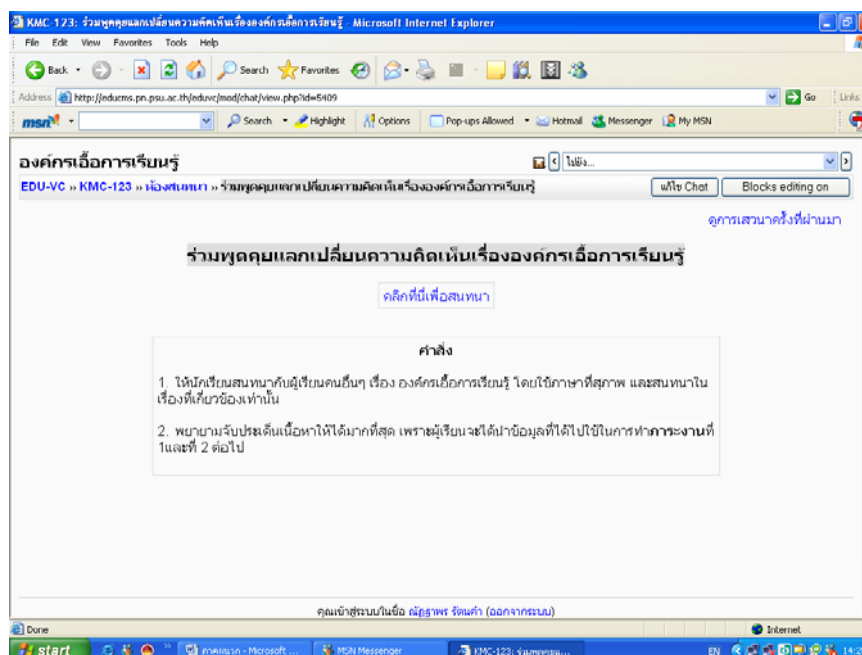 KMC-123: ร่วมพูดคุยแลกเปลี่ยนความคิดเห็นเรื่ององค์กรเอื้อการเรียนรู้ - Microsoft Internet Explorer
File Edit View Favorites Tools Help
Back Search Favorites
Address http://educms.pn.psu.ac.th/eduvc/mod/chat/view.php?id=5409 Go Links
msn Search Highlight Options Pop-ups Allowed Hotmail Messenger My MSN
องค์กรเอื้อการเรียนรู้ ไปยัง...
EDU-VC » KMC-123 » ห้องสนทนา » ร่วมพูดคุยแลกเปลี่ยนความคิดเห็นเรื่ององค์กรเอื้อการเรียนรู้ แก้ไข Chat Blocks editing on
ดูการเสวนาครั้งที่ผ่านมา
ร่วมพูดคุยแลกเปลี่ยนความคิดเห็นเรื่ององค์กรเอื้อการเรียนรู้
คลิกที่นี่เพื่อสนทนา
คำสั่ง
1. ให้นักเรียนสนทนากับผู้เรียนคนอื่นๆ เรื่อง องค์กรเอื้อการเรียนรู้ โดยใช้ภาษาที่สุภาพ และสนทนาใน
เรื่องที่เกี่ยวข้องเท่านั้น
2. พยายามจับประเด็นเนื้อหาให้ได้มากที่สุด เพราะผู้เรียนจะได้นำข้อมูลที่ได้ไปใช้ในการทำภาระงานที่
1และที่ 2 ต่อไป
คุณเข้าสู่ระบบในชื่อ ณัฐาพร รัตนคำ (ออกจากระบบ)
Done Internet
start ภาคผนวก - Microsoft ... MSN Messenger KMC-123: ร่วมพูดคุย... EN